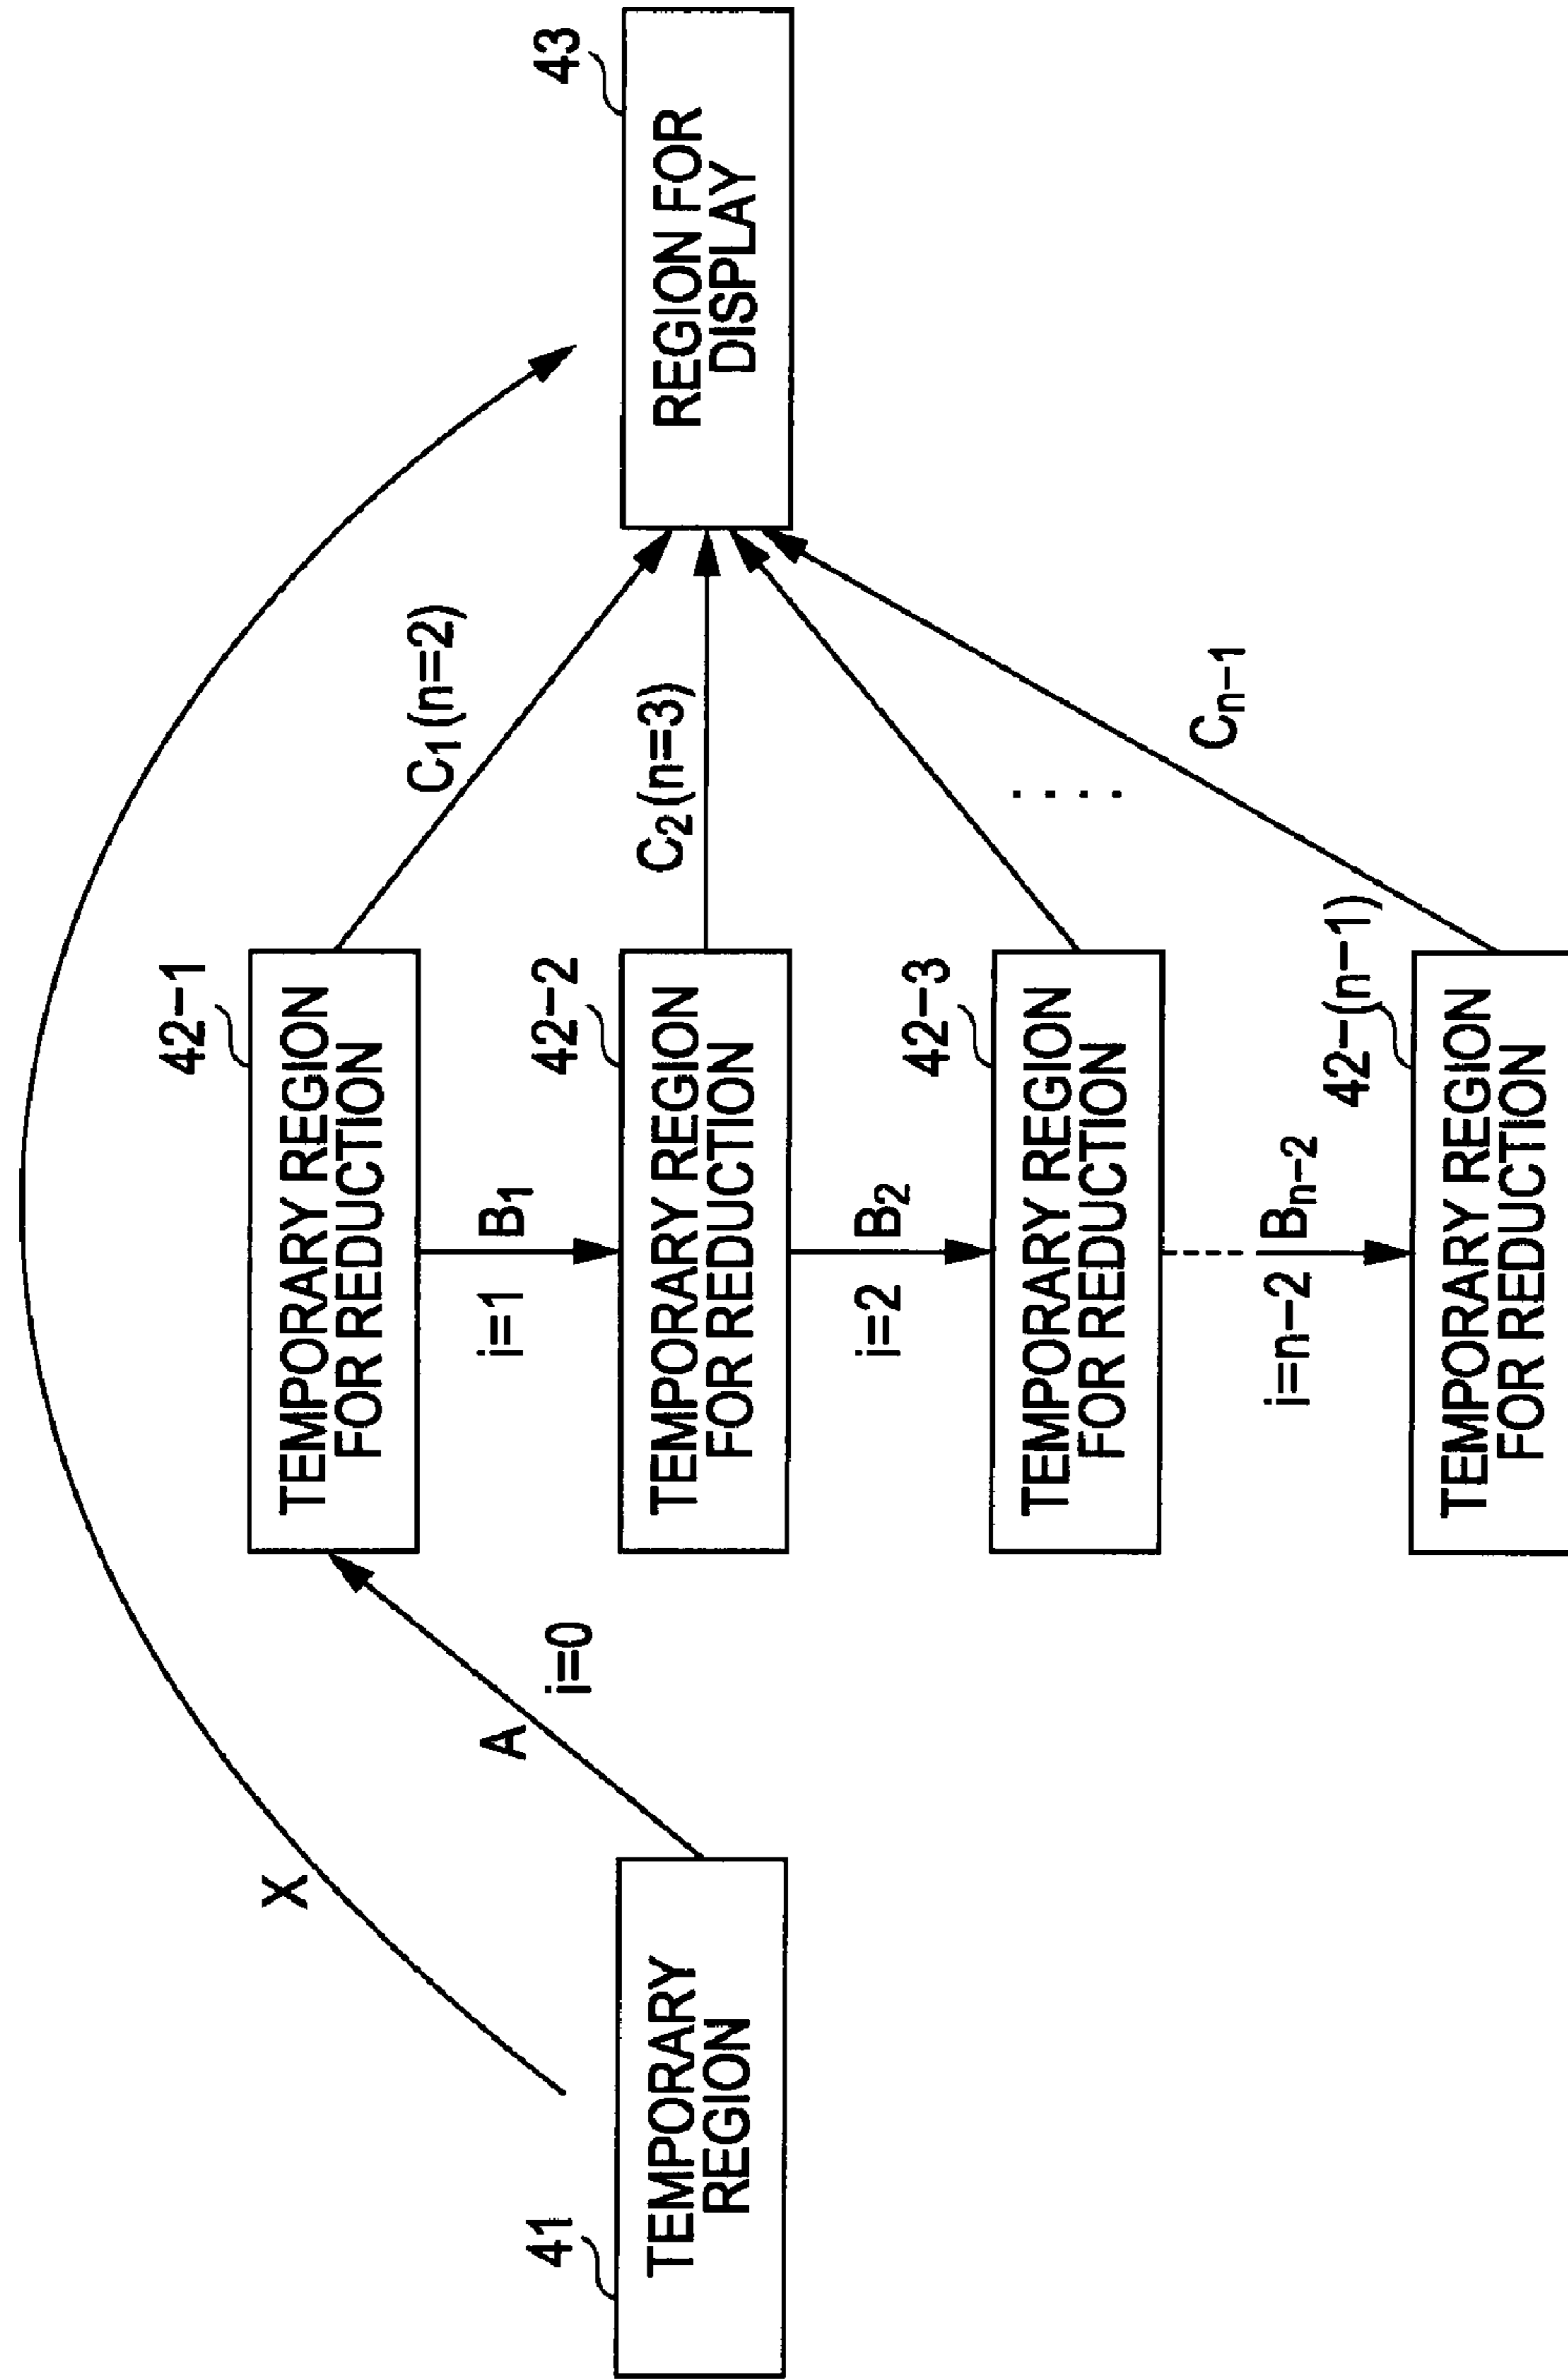 X
41
TEMPORARY
REGION
A
i=0
42-1
TEMPORARY REGION
FOR REDUCTION
i=1
B1
42-2
TEMPORARY REGION
FOR REDUCTION
i=2
B2
42-3
TEMPORARY REGION
FOR REDUCTION
i=n-2
Bn-2
42-(n-1)
TEMPORARY REGION
FOR REDUCTION
C1(n=2)
C2(n=3)
....
Cn-1
43
REGION FOR
DISPLAY